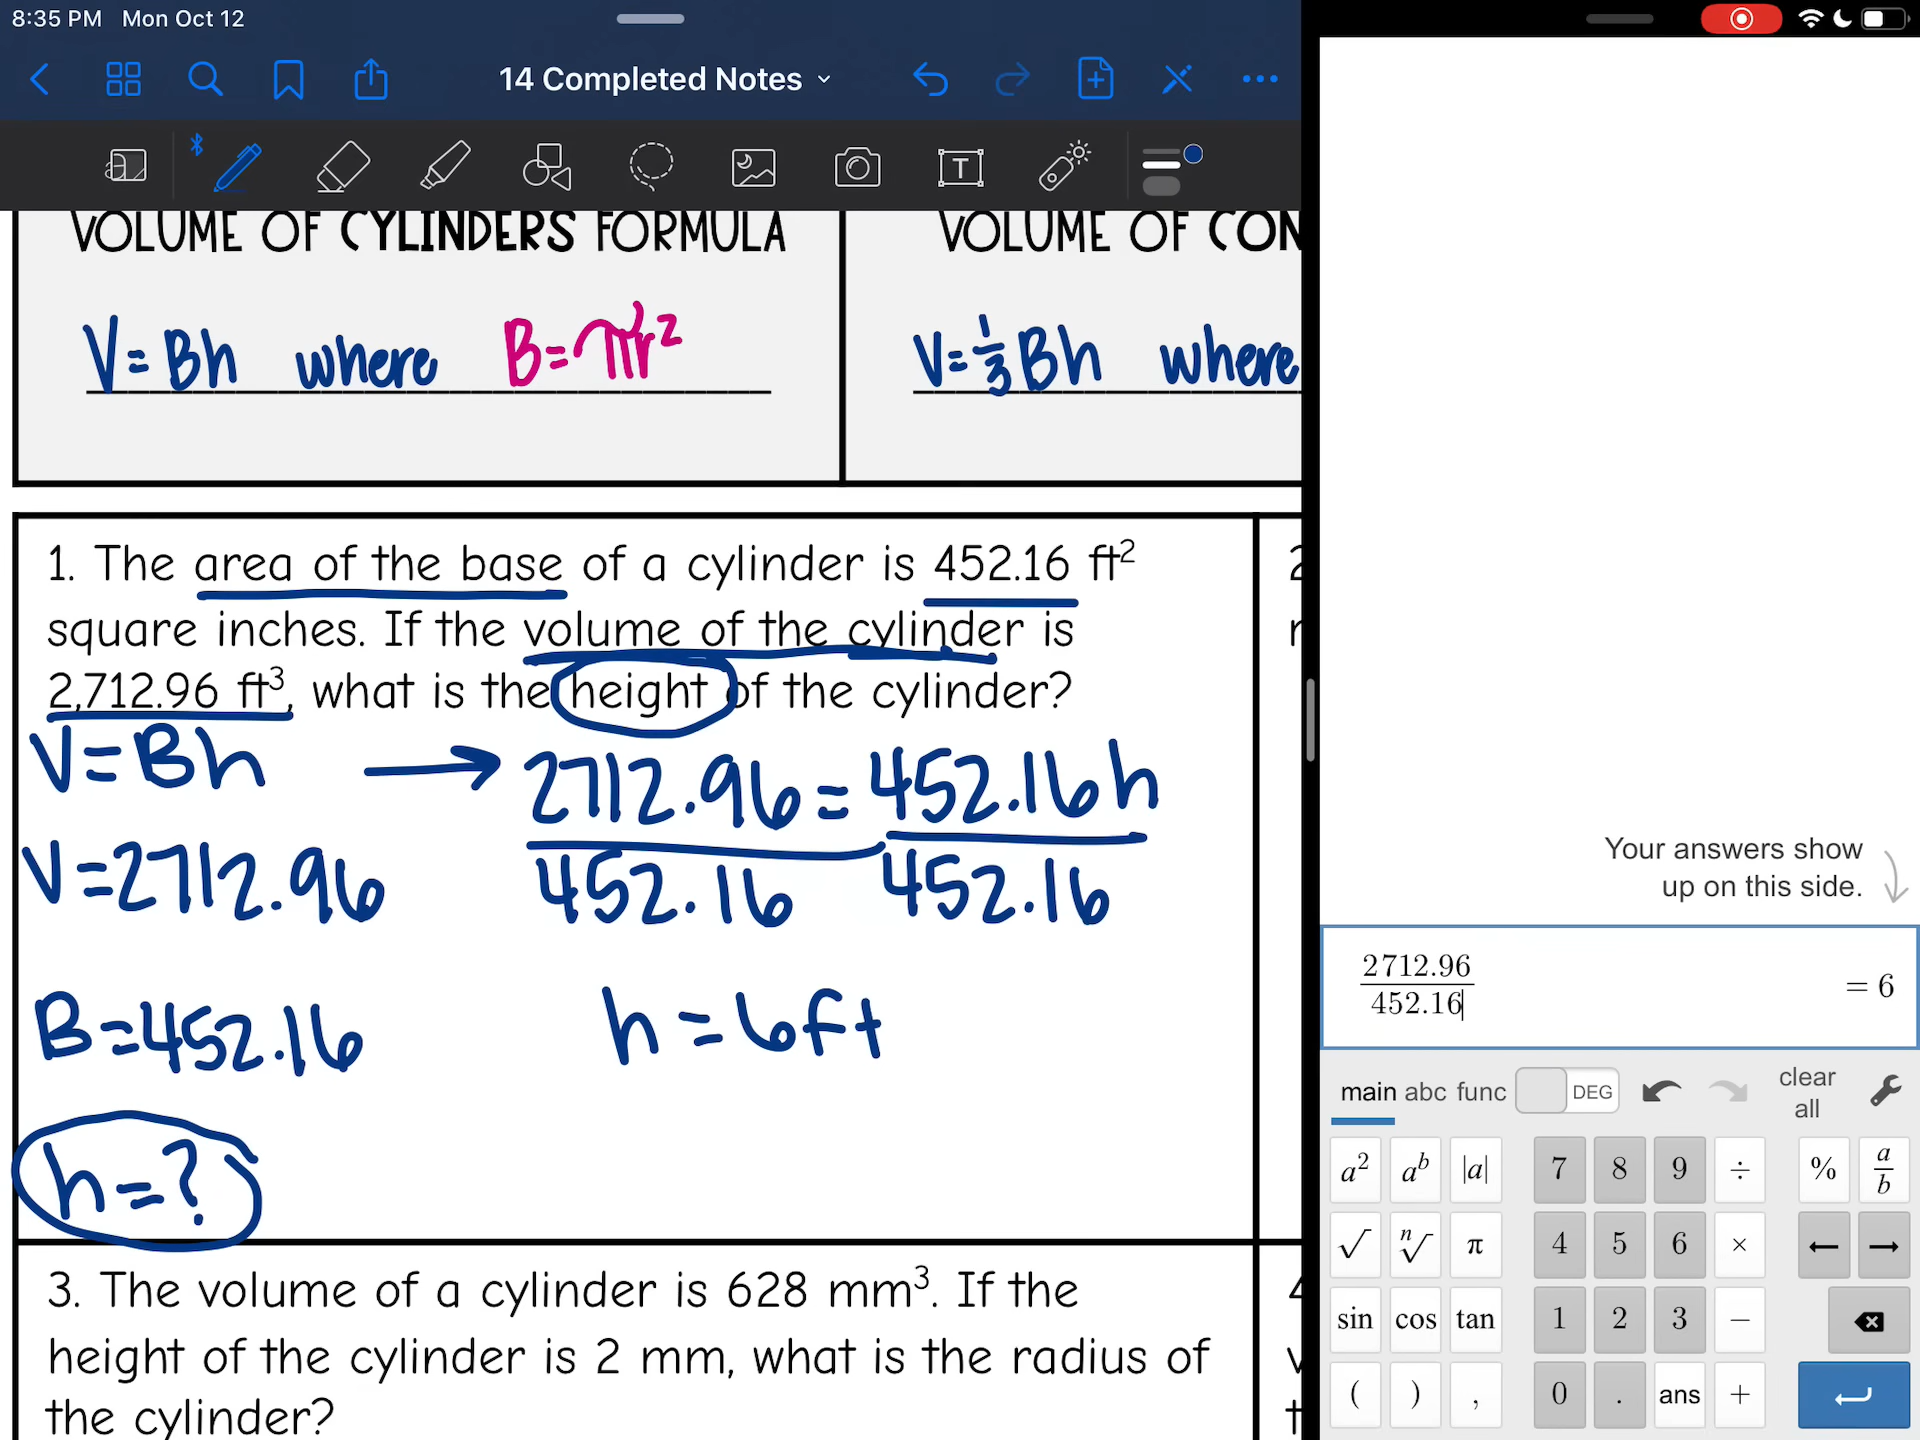 8:35 PM Mon Oct 12
14 Completed Notes
VOLUME OF CYLINDERS FORMULA
V=Bh where B=πr²
VOLUME OF CON
V=1/3Bh where
1. The area of the base of a cylinder is 452.16 ft²
square inches. If the volume of the cylinder is
2,712.96 ft³, what is the height of the cylinder?
V=Bh → 2712.96=452.16h
452.16 452.16
V=2712.96
B=452.16
h=6ft
h=?
3. The volume of a cylinder is 628 mm³. If the
height of the cylinder is 2 mm, what is the radius of
the cylinder?
Your answers show
up on this side.
2712.96/452.16 = 6
main abc func DEG clear all
a² aᵇ |a| 7 8 9 ÷ % a/b
√ ⁿ√ π 4 5 6 × ← →
sin cos tan 1 2 3 −
( ) , 0 . ans +